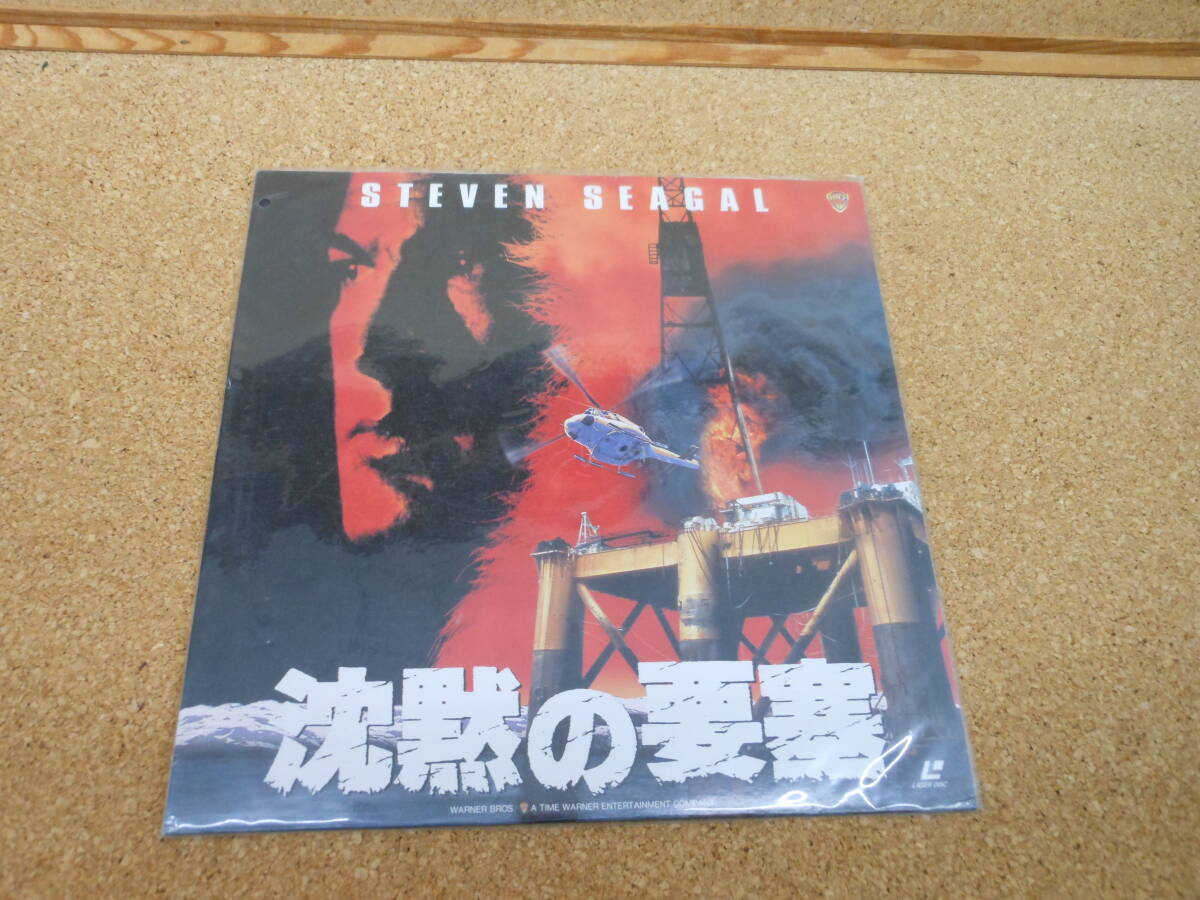 STEVEN SEAGAL
沈黙の要塞
LASER DISC
WARNER BROS. A TIME WARNER ENTERTAINMENT COMPANY